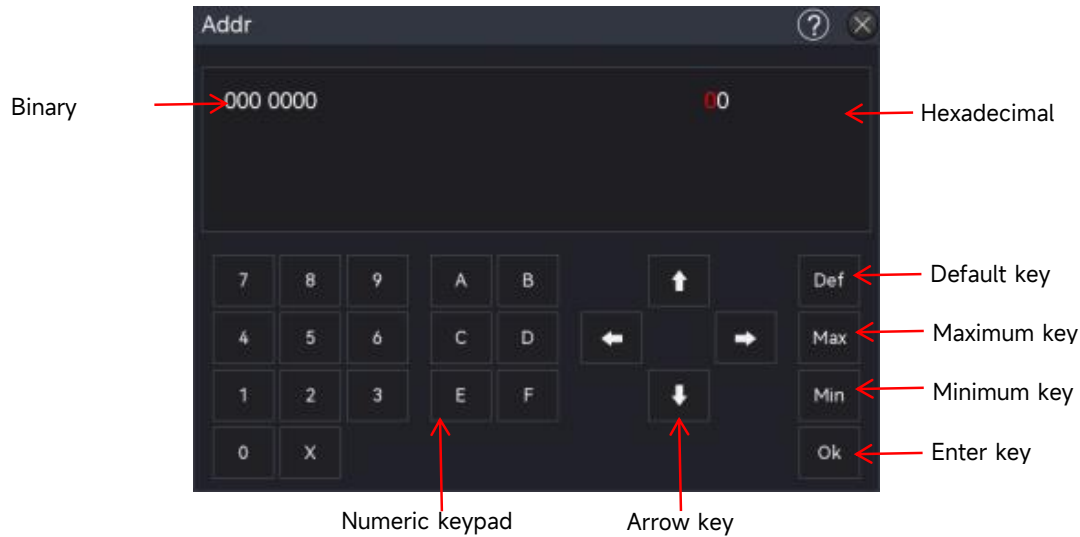 Addr
?
Binary
000 0000
00
Hexadecimal
7 8 9 A B Def
Default key
4 5 6 C D Max
Maximum key
1 2 3 E F Min
Minimum key
0 X Ok
Enter key
Numeric keypad
Arrow key